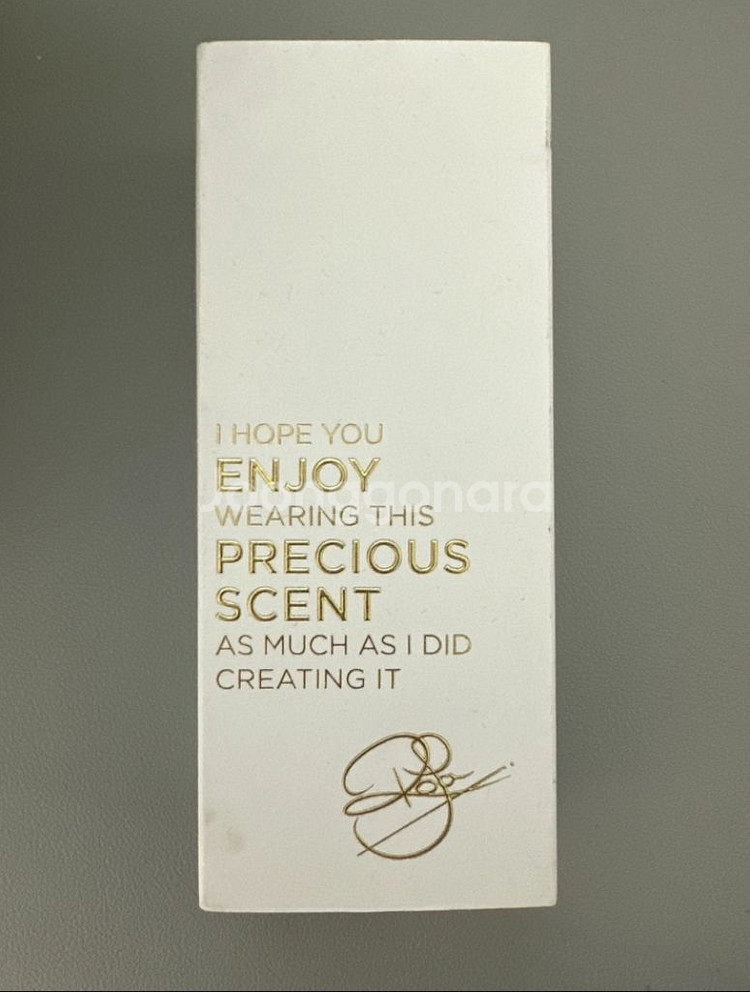 I HOPE YOU
ENJOY
WEARING THIS
PRECIOUS
SCENT
AS MUCH AS I DID
CREATING IT